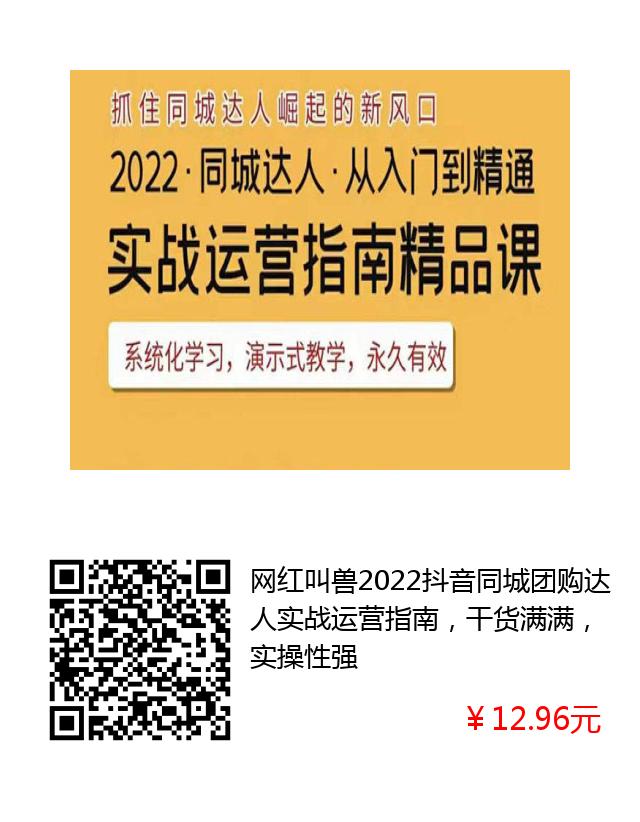 抓住同城达人崛起的新风口
2022·同城达人·从入门到精通
实战运营指南精品课
系统化学习，演示式教学，永久有效
网红叫兽2022抖音同城团购达
人实战运营指南，干货满满，
实操性强
￥12.96元